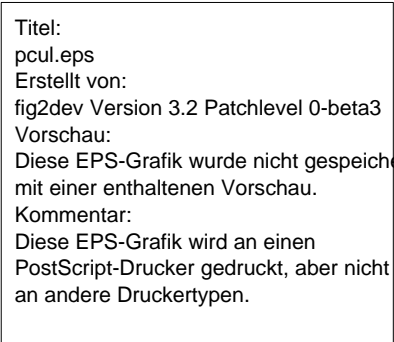 Titel:
pcul.eps
Erstellt von:
fig2dev Version 3.2 Patchlevel 0-beta3
Vorschau:
Diese EPS-Grafik wurde nicht gespeiche
mit einer enthaltenen Vorschau.
Kommentar:
Diese EPS-Grafik wird an einen
PostScript-Drucker gedruckt, aber nicht
an andere Druckertypen.